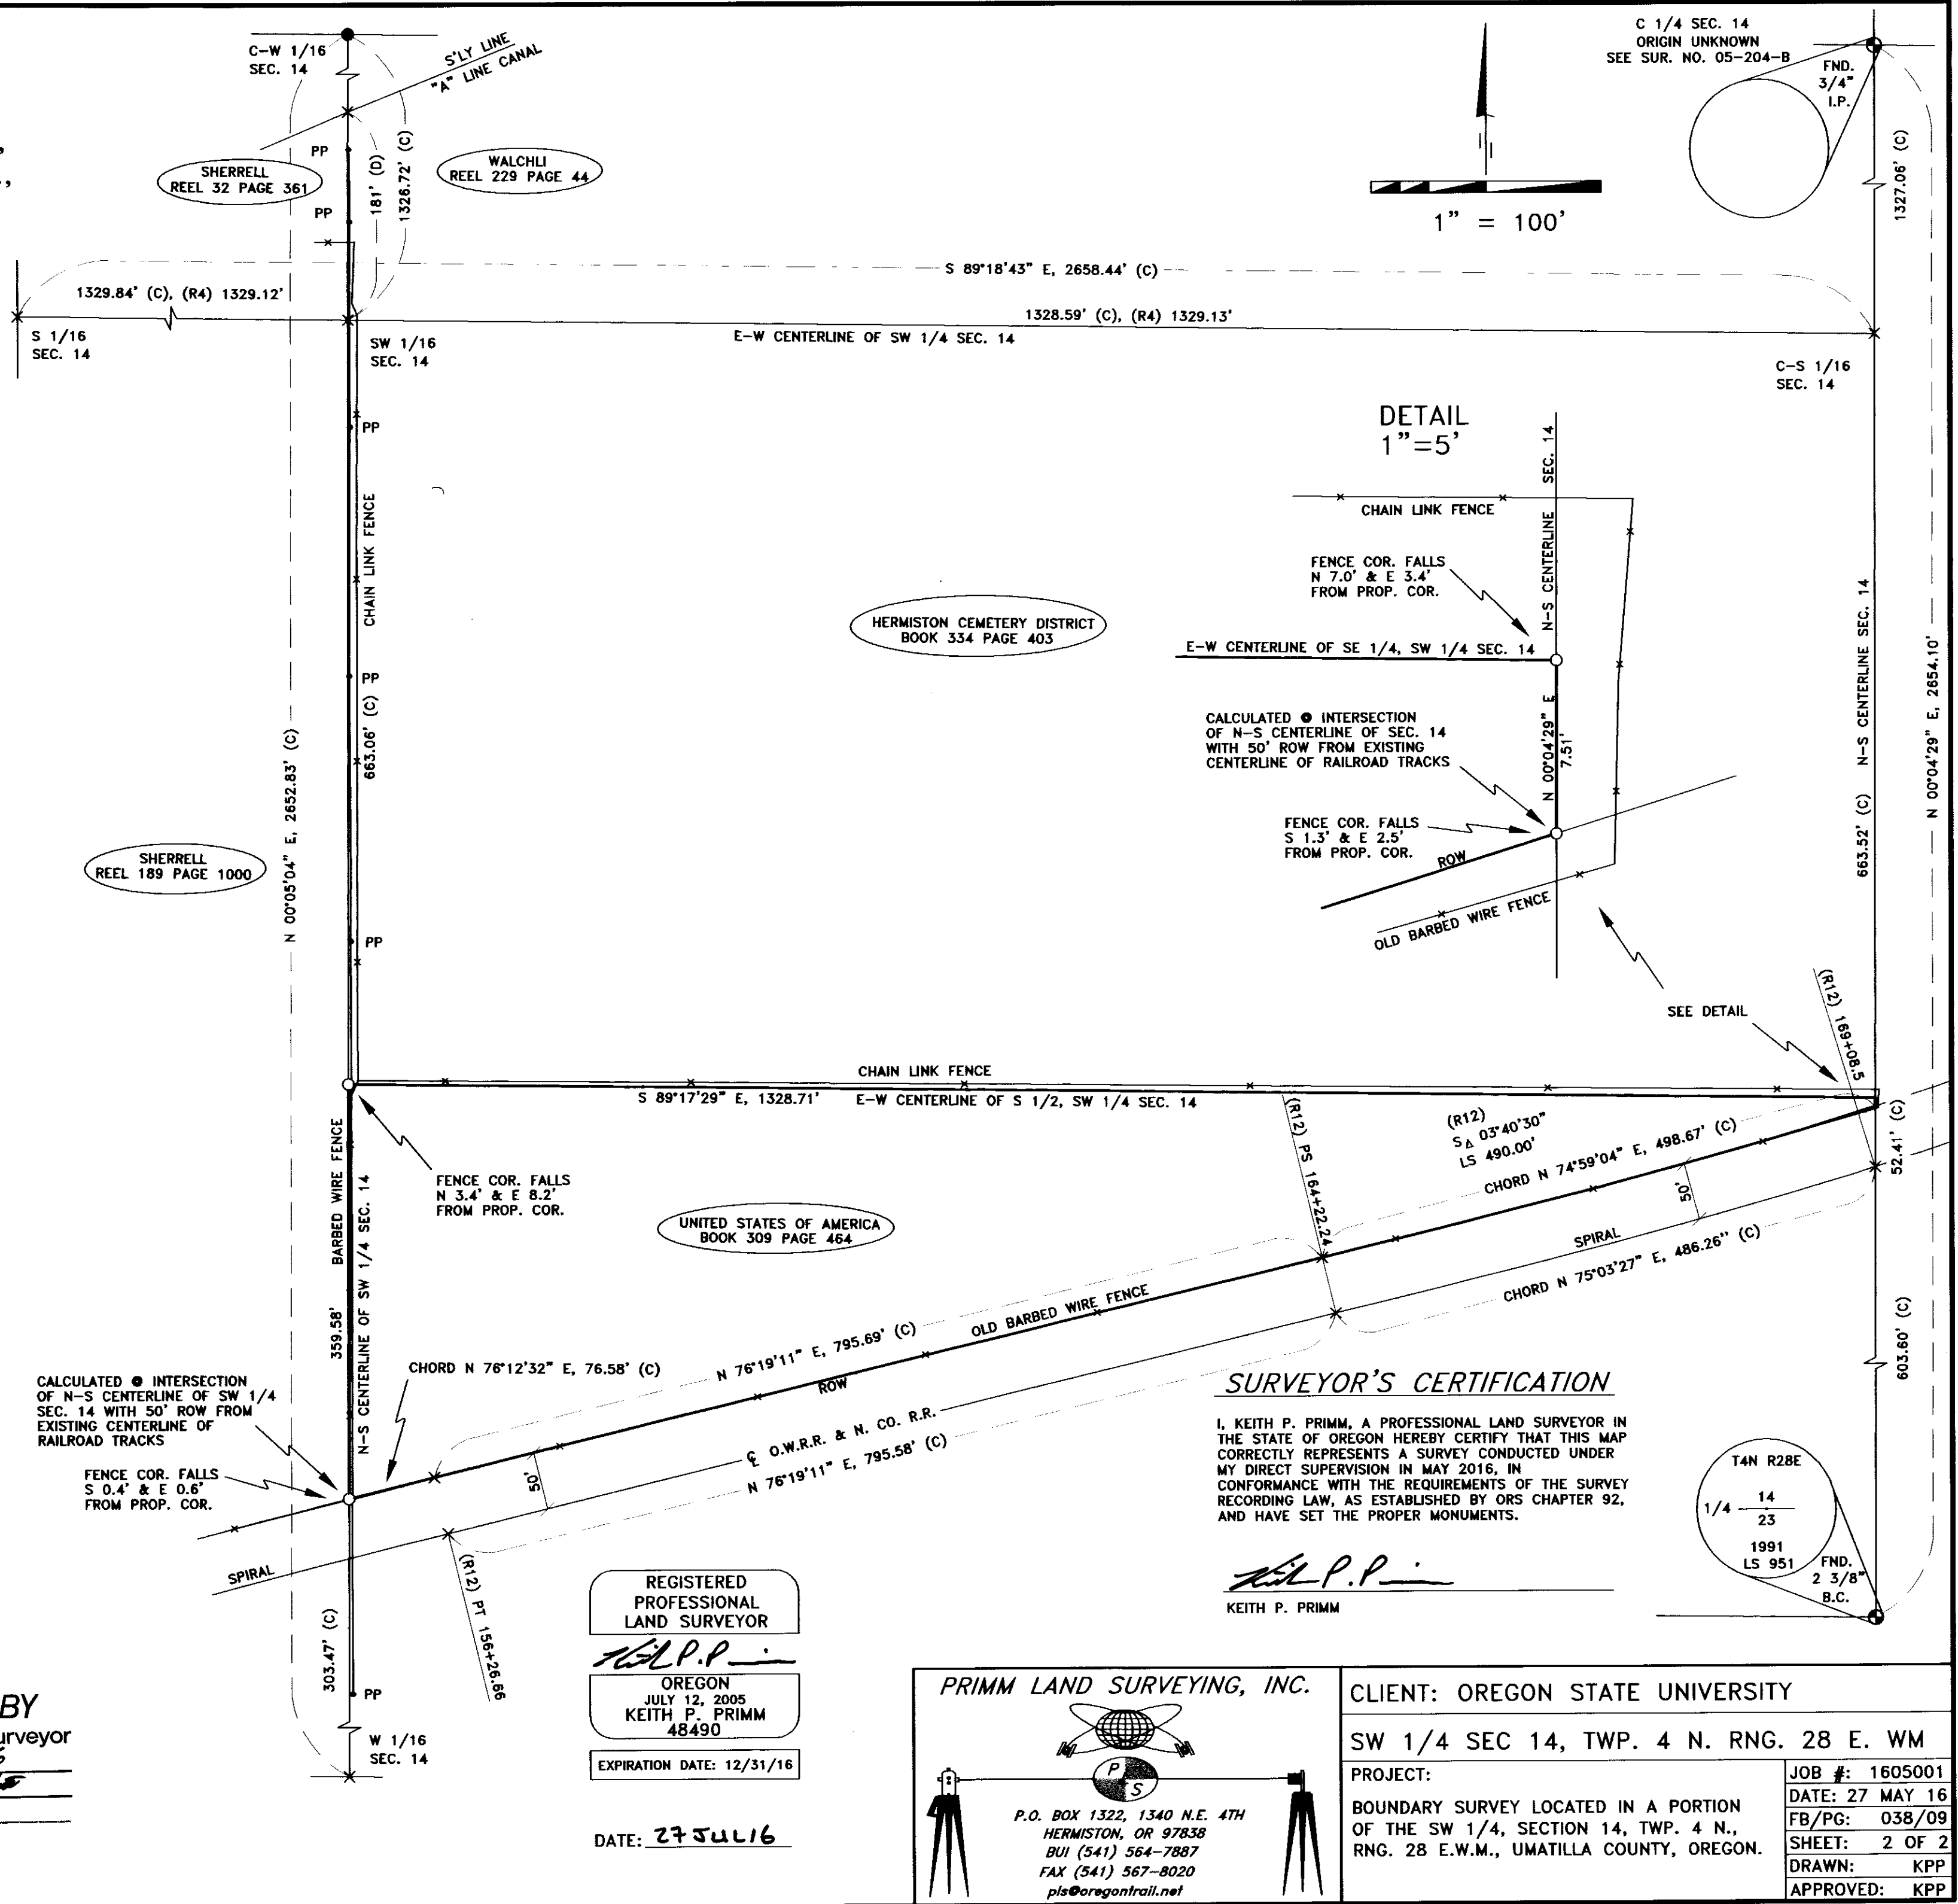 C-W 1/16
SEC. 14
S'LY LINE
"A" LINE CANAL
C 1/4 SEC. 14
ORIGIN UNKNOWN
SEE SUR. NO. 05-204-B
FND.
3/4"
I.P.
PP
SHERRELL
REEL 32 PAGE 361
WALCHLI
REEL 229 PAGE 44
PP
181' (D)
1326.72' (C)
1327.06' (C)
1" = 100'
S 89°18'43" E, 2658.44' (C)
1329.84' (C), (R4) 1329.12'
1328.59' (C), (R4) 1329.13'
E-W CENTERLINE OF SW 1/4 SEC. 14
S 1/16
SEC. 14
SW 1/16
SEC. 14
C-S 1/16
SEC. 14
PP
CHAIN LINK FENCE
DETAIL
1"=5'
N-S CENTERLINE SEC. 14
CHAIN LINK FENCE
FENCE COR. FALLS
N 7.0' & E 3.4'
FROM PROP. COR.
HERMISTON CEMETERY DISTRICT
BOOK 334 PAGE 403
E-W CENTERLINE OF SE 1/4, SW 1/4 SEC. 14
PP
663.06' (C)
N 00°05'04" E, 2652.83' (C)
CALCULATED @ INTERSECTION
OF N-S CENTERLINE OF SEC. 14
WITH 50' ROW FROM EXISTING
CENTERLINE OF RAILROAD TRACKS
N 00°04'29" E
7.51'
FENCE COR. FALLS
S 1.3' & E 2.5'
FROM PROP. COR.
ROW
OLD BARBED WIRE FENCE
663.52' (C) N-S CENTERLINE SEC. 14
N 00°04'29" E, 2654.10'
SHERRELL
REEL 189 PAGE 1000
PP
SEE DETAIL
(R12) 169+08.5
CHAIN LINK FENCE
S 89°17'29" E, 1328.71' E-W CENTERLINE OF S 1/2, SW 1/4 SEC. 14
(R12) PS 164+22.24
(R12)
S Δ 03°40'30"
LS 490.00'
CHORD N 74°59'04" E, 498.67' (C)
50'
52.41' (C)
359.58' BARBED WIRE FENCE
N-S CENTERLINE OF SW 1/4 SEC. 14
FENCE COR. FALLS
N 3.4' & E 8.2'
FROM PROP. COR.
UNITED STATES OF AMERICA
BOOK 309 PAGE 464
SPIRAL
CHORD N 75°03'27" E, 486.26" (C)
603.60' (C)
OLD BARBED WIRE FENCE
N 76°19'11" E, 795.69' (C)
CHORD N 76°12'32" E, 76.58' (C)
ROW
50'
℄ O.W.R.R. & N. CO. R.R.
N 76°19'11" E, 795.58' (C)
CALCULATED @ INTERSECTION
OF N-S CENTERLINE OF SW 1/4
SEC. 14 WITH 50' ROW FROM
EXISTING CENTERLINE OF
RAILROAD TRACKS
FENCE COR. FALLS
S 0.4' & E 0.6'
FROM PROP. COR.
SPIRAL
(R12) PT 156+26.66
303.47' (C)
PP
W 1/16
SEC. 14
SURVEYOR'S CERTIFICATION
I, KEITH P. PRIMM, A PROFESSIONAL LAND SURVEYOR IN
THE STATE OF OREGON HEREBY CERTIFY THAT THIS MAP
CORRECTLY REPRESENTS A SURVEY CONDUCTED UNDER
MY DIRECT SUPERVISION IN MAY 2016, IN
CONFORMANCE WITH THE REQUIREMENTS OF THE SURVEY
RECORDING LAW, AS ESTABLISHED BY ORS CHAPTER 92,
AND HAVE SET THE PROPER MONUMENTS.
KEITH P. PRIMM
T4N R28E
1/4 14
23
1991
LS 951
FND.
2 3/8"
B.C.
REGISTERED
PROFESSIONAL
LAND SURVEYOR
OREGON
JULY 12, 2005
KEITH P. PRIMM
48490
EXPIRATION DATE: 12/31/16
DATE: 27 JUL16
BY
urveyor
PRIMM LAND SURVEYING, INC.
P
S
P.O. BOX 1322, 1340 N.E. 4TH
HERMISTON, OR 97838
BUI (541) 564-7887
FAX (541) 567-8020
pls@oregontrail.net
CLIENT: OREGON STATE UNIVERSITY
SW 1/4 SEC 14, TWP. 4 N. RNG. 28 E. WM
PROJECT:
BOUNDARY SURVEY LOCATED IN A PORTION
OF THE SW 1/4, SECTION 14, TWP. 4 N.,
RNG. 28 E.W.M., UMATILLA COUNTY, OREGON.
JOB #: 1605001
DATE: 27 MAY 16
FB/PG: 038/09
SHEET: 2 OF 2
DRAWN: KPP
APPROVED: KPP